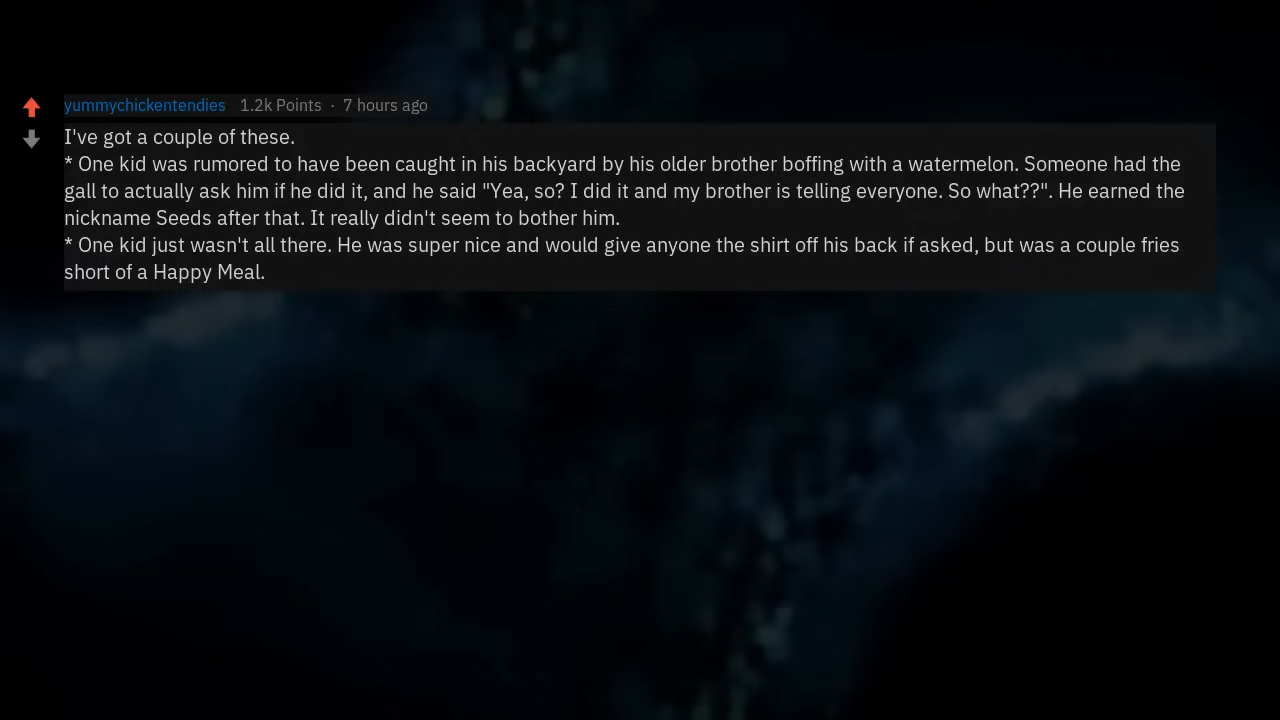 yummychickentendies 1.2k Points · 7 hours ago
I've got a couple of these.
* One kid was rumored to have been caught in his backyard by his older brother boffing with a watermelon. Someone had the
gall to actually ask him if he did it, and he said "Yea, so? I did it and my brother is telling everyone. So what??". He earned the
nickname Seeds after that. It really didn't seem to bother him.
* One kid just wasn't all there. He was super nice and would give anyone the shirt off his back if asked, but was a couple fries
short of a Happy Meal.